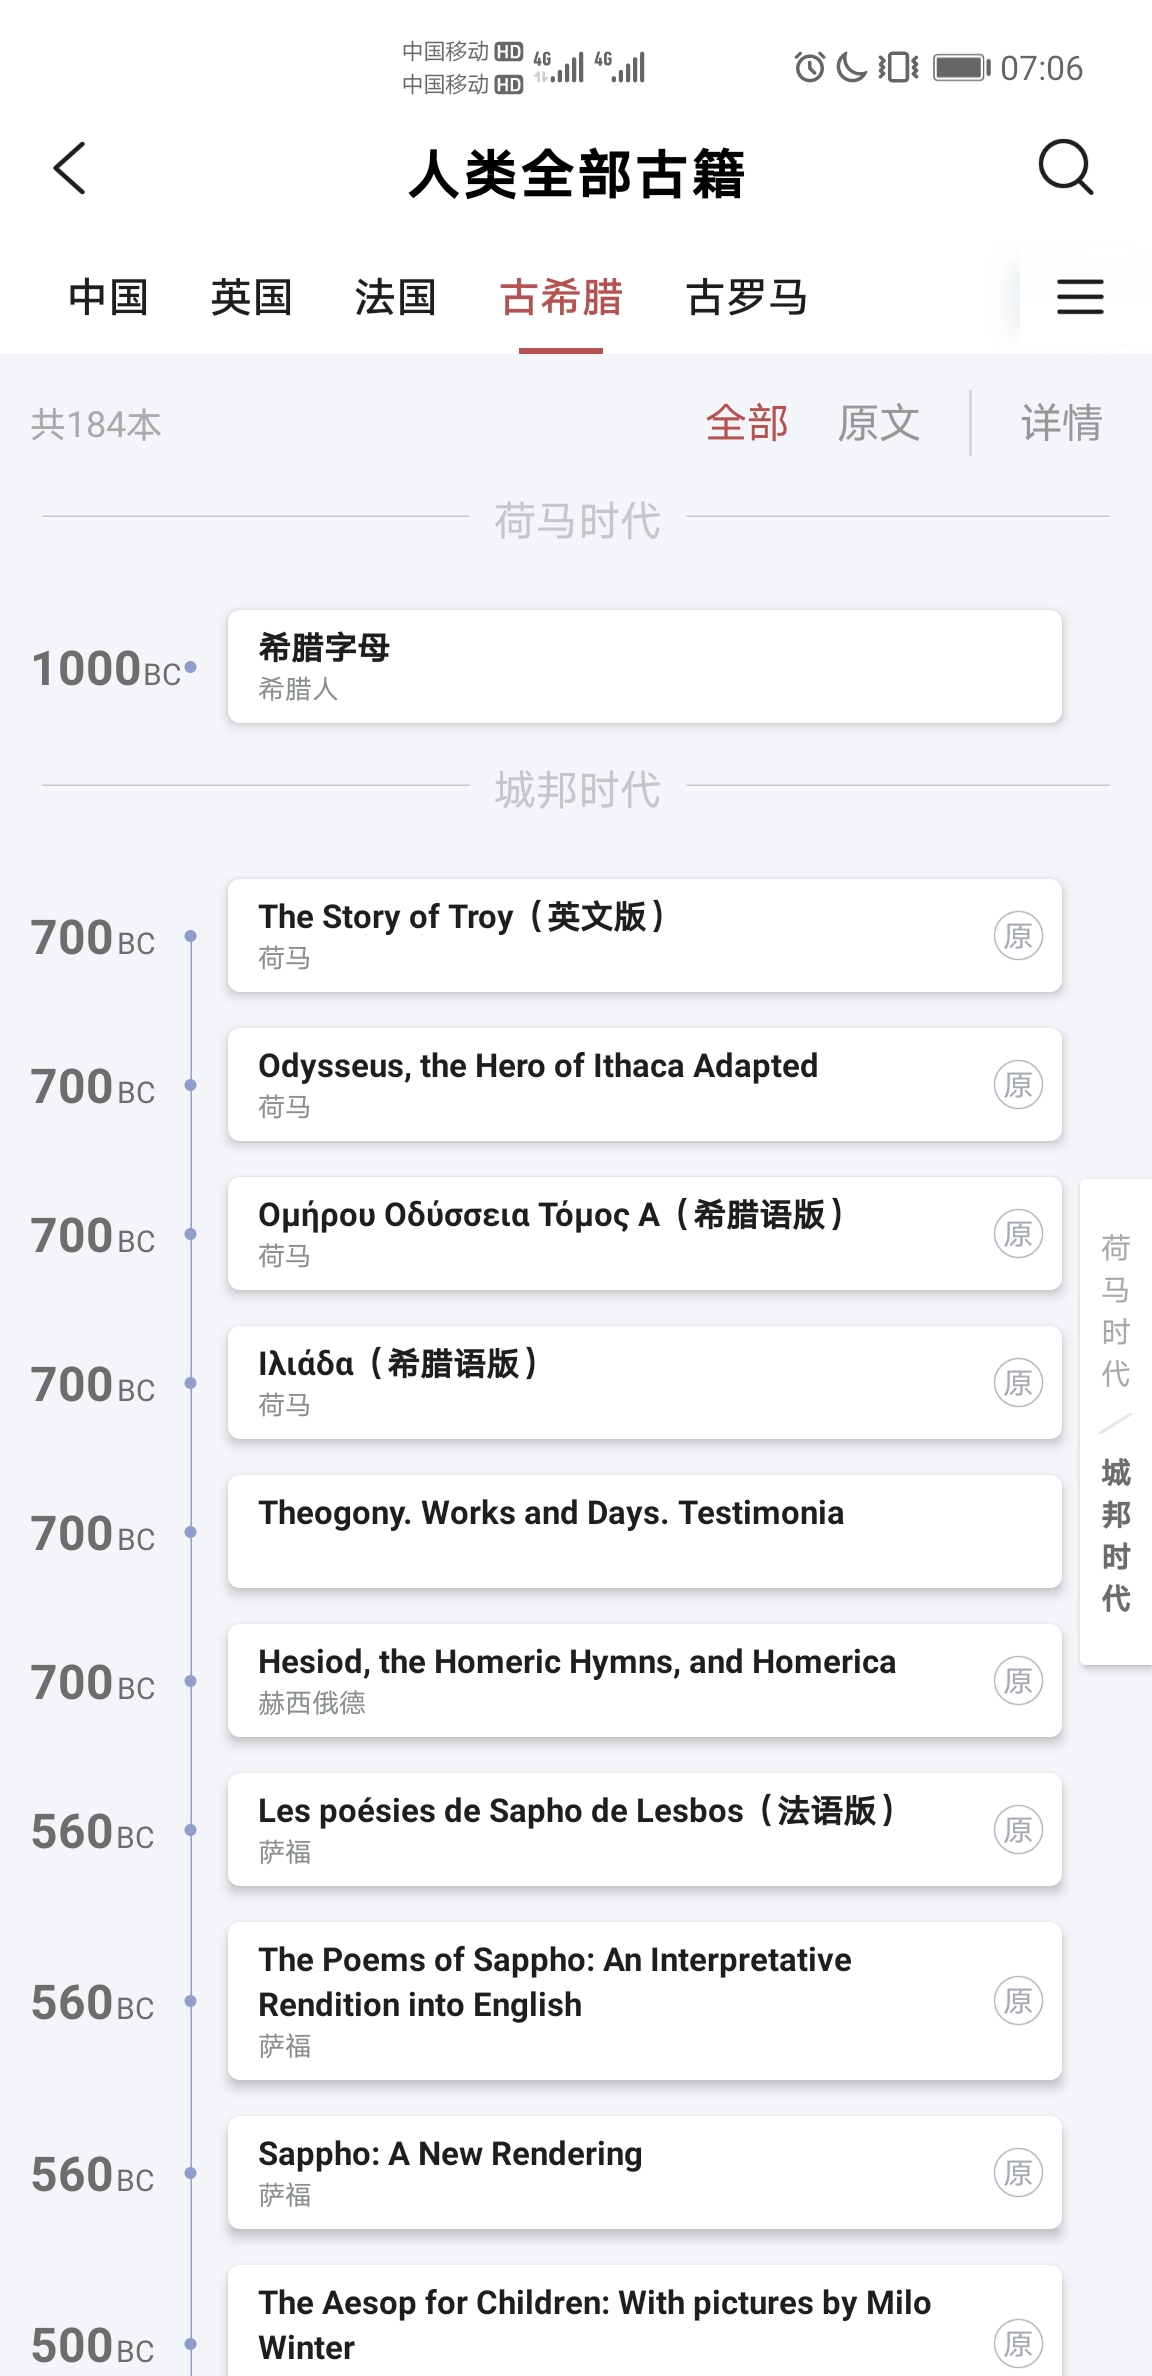 中国移动 HD 4G 4G 07:06
中国移动 HD
人类全部古籍
中国 英国 法国 古希腊 古罗马
共184本 全部 原文 详情
荷马时代
1000BC
希腊字母
希腊人
城邦时代
700BC
The Story of Troy（英文版）
荷马
原
700BC
Odysseus, the Hero of Ithaca Adapted
荷马
原
700BC
Ομήρου Οδύσσεια Τόμος Α（希腊语版）
荷马
原
700BC
Ιλιάδα（希腊语版）
荷马
原
700BC
Theogony. Works and Days. Testimonia
700BC
Hesiod, the Homeric Hymns, and Homerica
赫西俄德
原
560BC
Les poésies de Sapho de Lesbos（法语版）
萨福
原
560BC
The Poems of Sappho: An Interpretative
Rendition into English
萨福
原
560BC
Sappho: A New Rendering
萨福
原
500BC
The Aesop for Children: With pictures by Milo
Winter
原
荷马时代
城邦时代